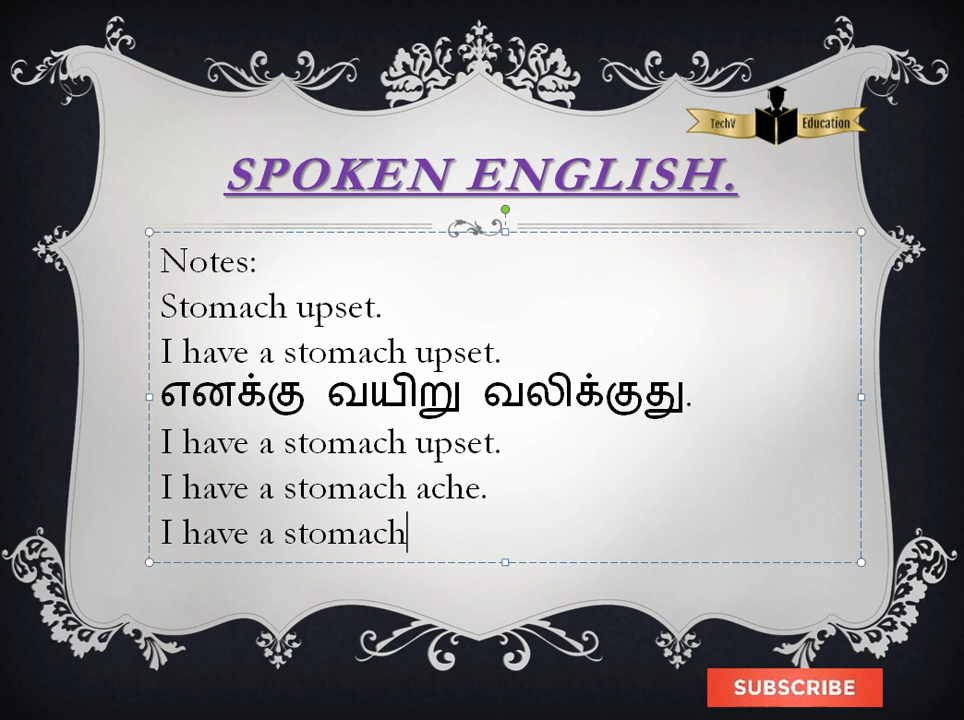 TechV Education
SPOKEN ENGLISH.
Notes:
Stomach upset.
I have a stomach upset.
எனக்கு வயிறு வலிக்குது.
I have a stomach upset.
I have a stomach ache.
I have a stomach
SUBSCRIBE